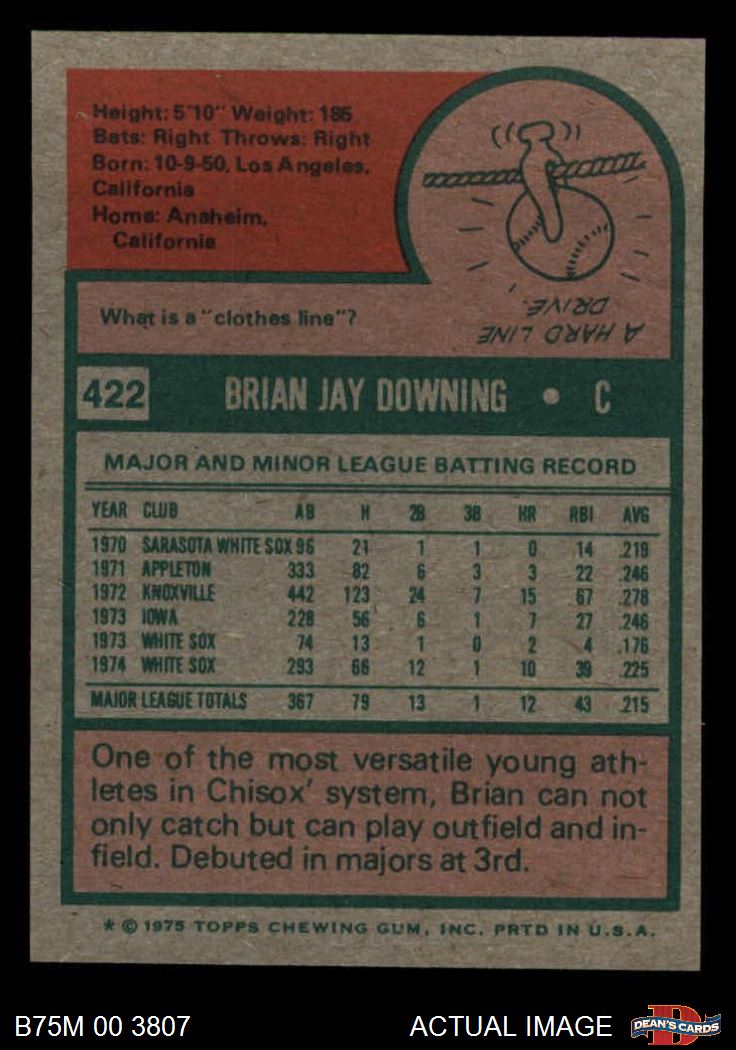 Height: 5'10" Weight: 185
Bats: Right Throws: Right
Born: 10-9-50, Los Angeles,
California
Home: Anaheim,
California
What is a "clothes line"?
A HARD LINE
DRIVE.
422 BRIAN JAY DOWNING • C
MAJOR AND MINOR LEAGUE BATTING RECORD
YEAR CLUB AB H 2B 3B HR RBI AVG
1970 SARASOTA WHITE SOX 96 21 1 1 0 14 .219
1971 APPLETON 333 82 6 3 3 22 .246
1972 KNOXVILLE 442 123 24 7 15 67 .278
1973 IOWA 228 56 6 1 7 27 .246
1973 WHITE SOX 74 13 1 0 2 4 .176
1974 WHITE SOX 293 66 12 1 10 39 .225
MAJOR LEAGUE TOTALS 367 79 13 1 12 43 .215
One of the most versatile young ath-
letes in Chisox' system, Brian can not
only catch but can play outfield and in-
field. Debuted in majors at 3rd.
* © 1975 TOPPS CHEWING GUM, INC. PRTD IN U.S.A.
B75M 00 3807 ACTUAL IMAGE DEAN'S CARDS